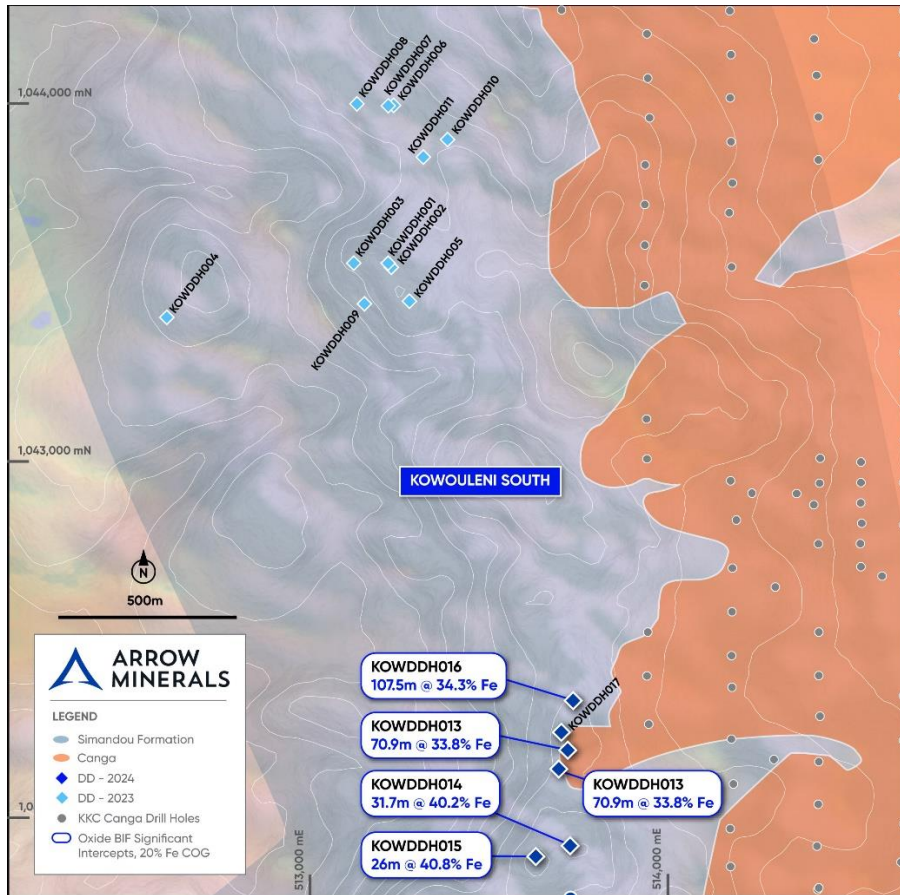 KOWDDH008
KOWDDH007
KOWDDH006
KOWDDH010
KOWDDH011
1,044,000 mN
KOWDDH003
KOWDDH001
KOWDDH002
KOWDDH005
KOWDDH004
KOWDDH009
1,043,000 mN
KOWOULENI SOUTH
N
500m
ARROW
MINERALS
LEGEND
Simandou Formation
Canga
DD - 2024
DD - 2023
KKC Canga Drill Holes
Oxide BIF Significant
Intercepts, 20% Fe COG
KOWDDH016
107.5m @ 34.3% Fe
KOWDDH017
KOWDDH013
70.9m @ 33.8% Fe
KOWDDH013
70.9m @ 33.8% Fe
KOWDDH014
31.7m @ 40.2% Fe
KOWDDH015
26m @ 40.8% Fe
513,000 mE
514,000 mE